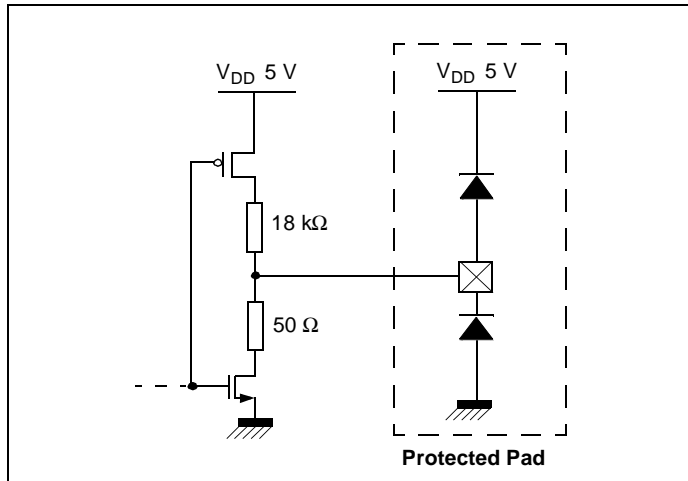 V_DD 5 V
V_DD 5 V
18 kΩ
50 Ω
Protected Pad